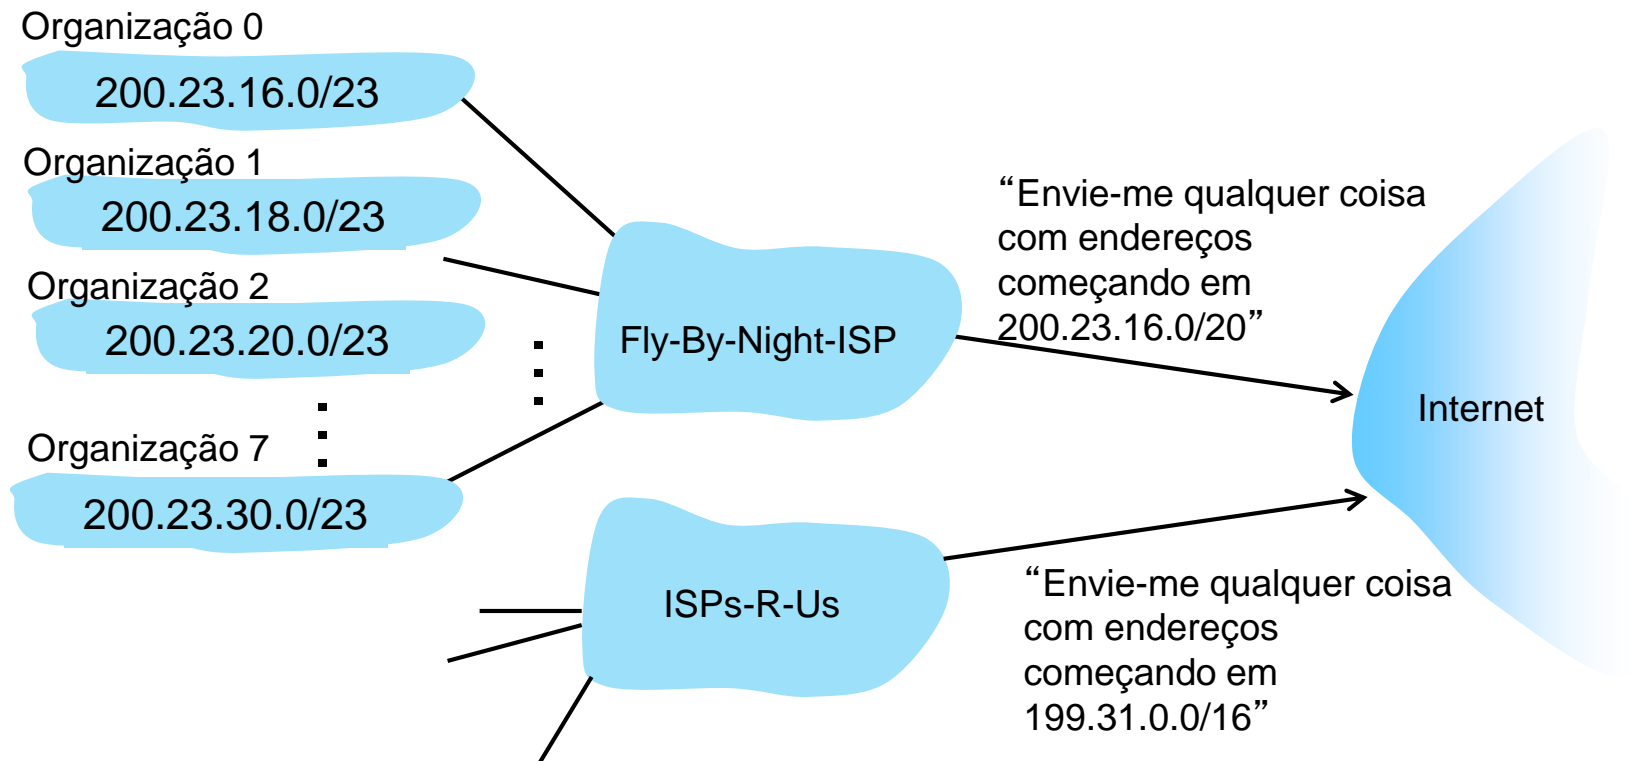 Organização 0
200.23.16.0/23
Organização 1
200.23.18.0/23
Organização 2
200.23.20.0/23
Organização 7
200.23.30.0/23
Fly-By-Night-ISP
ISPs-R-Us
“Envie-me qualquer coisa
com endereços
começando em
200.23.16.0/20”
“Envie-me qualquer coisa
com endereços
começando em
199.31.0.0/16”
Internet